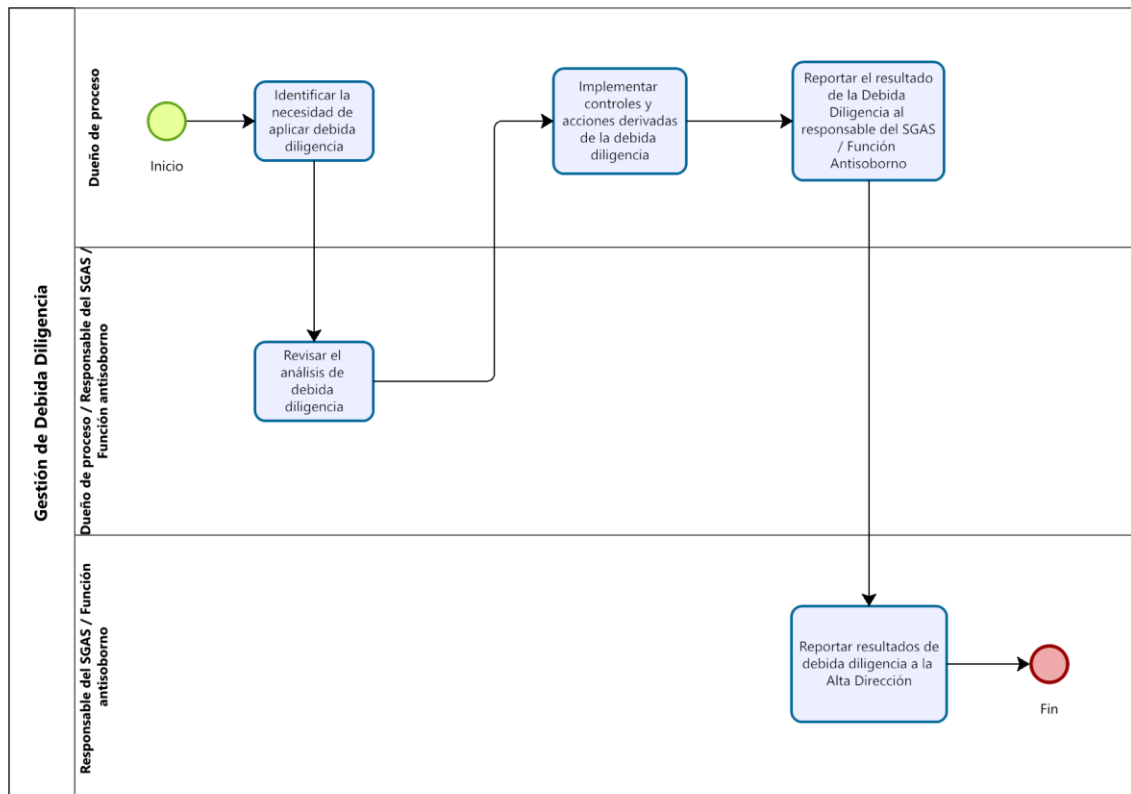 Gestión de Debida Diligencia
Dueño de proceso
Inicio
Identificar la
necesidad de
aplicar debida
diligencia
Implementar
controles y
acciones derivadas
de la debida
diligencia
Reportar el resultado
de la Debida
Diligencia al
responsable del SGAS
/ Función
Antisoborno
Dueño de proceso / Responsable del SGAS /
Función antisoborno
Revisar el
análisis de
debida
diligencia
Responsable del SGAS / Función
antisoborno
Reportar resultados de
debida diligencia a la
Alta Dirección
Fin